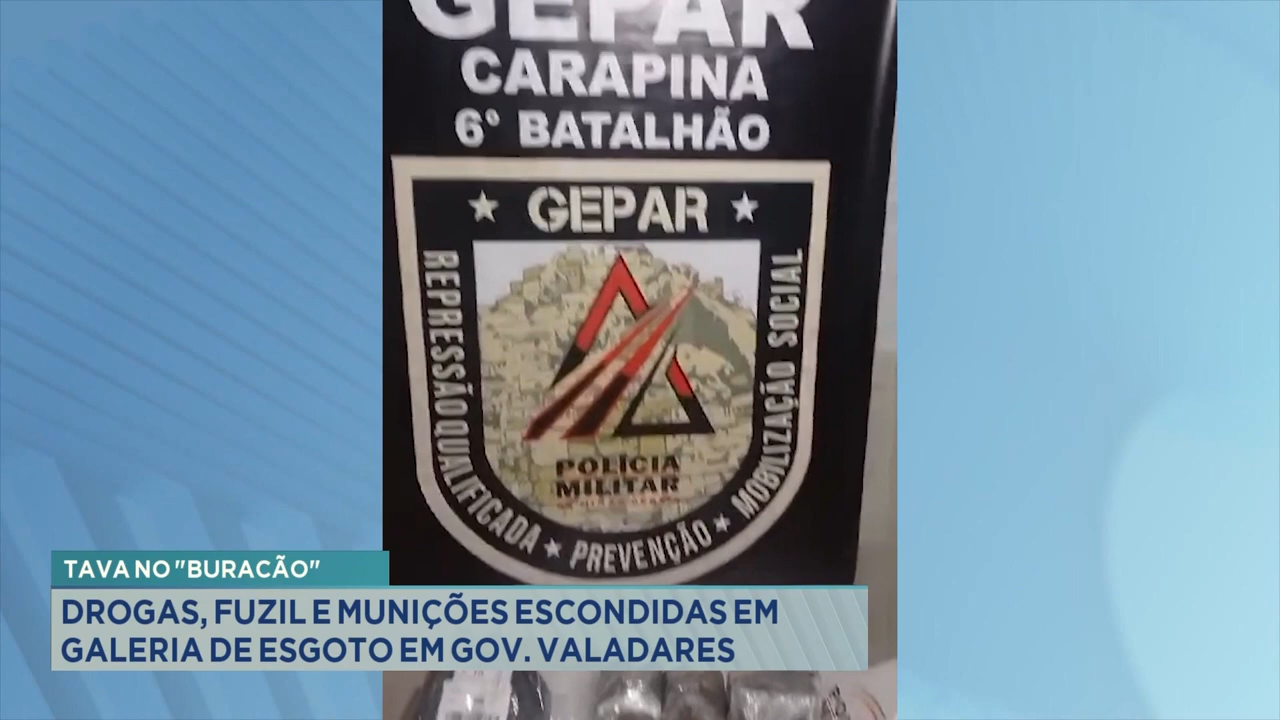 GEPAR
CARAPINA
6º BATALHÃO
GEPAR
REPRESSÃO QUALIFICADA
PREVENÇÃO
MOBILIZAÇÃO SOCIAL
POLÍCIA
MILITAR
TAVA NO "BURACÃO"
DROGAS, FUZIL E MUNIÇÕES ESCONDIDAS EM
GALERIA DE ESGOTO EM GOV. VALADARES